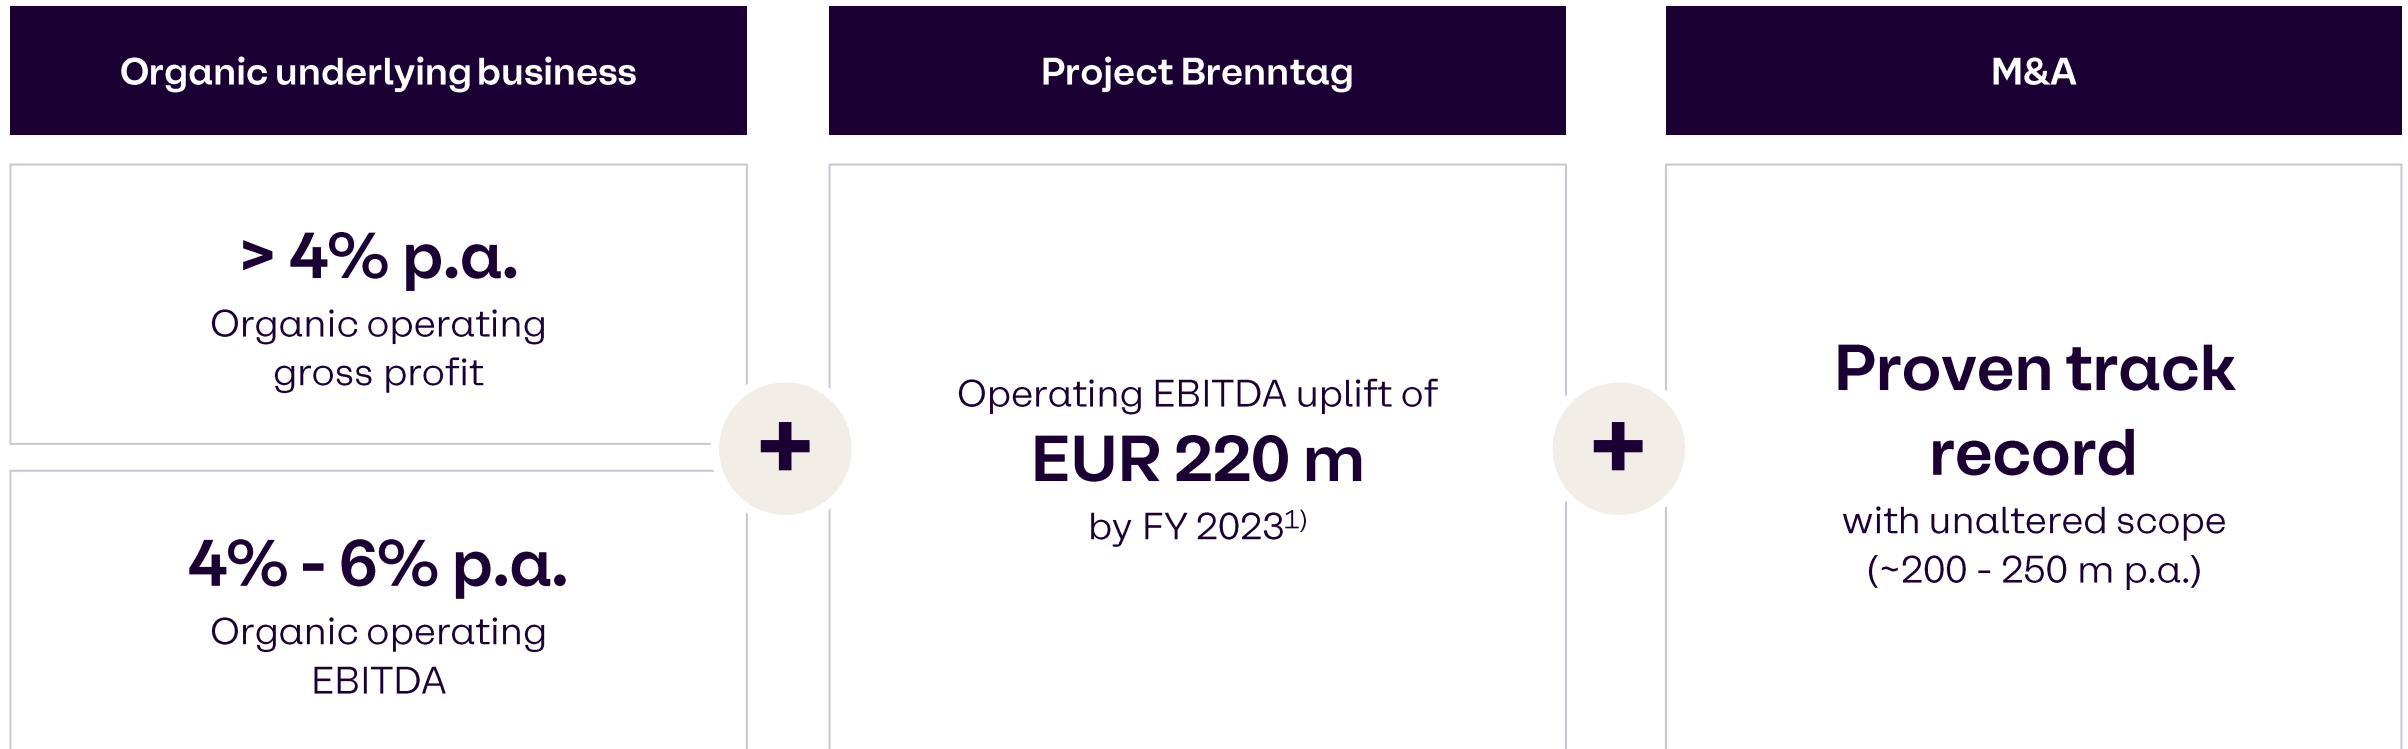 Organic underlying business
> 4% p.a.
Organic operating
gross profit
4% - 6% p.a.
Organic operating
EBITDA
+
Project Brenntag
Operating EBITDA uplift of
EUR 220 m
by FY 2023¹⁾
+
M&A
Proven track
record
with unaltered scope
(~200 - 250 m p.a.)